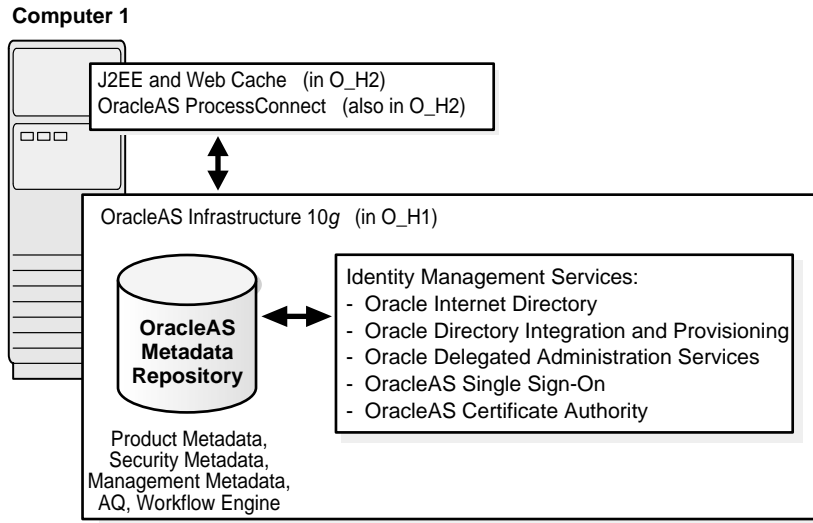 Computer 1
J2EE and Web Cache (in O_H2)
OracleAS ProcessConnect (also in O_H2)
OracleAS Infrastructure 10g (in O_H1)
OracleAS
Metadata
Repository
Product Metadata,
Security Metadata,
Management Metadata,
AQ, Workflow Engine
Identity Management Services:
- Oracle Internet Directory
- Oracle Directory Integration and Provisioning
- Oracle Delegated Administration Services
- OracleAS Single Sign-On
- OracleAS Certificate Authority